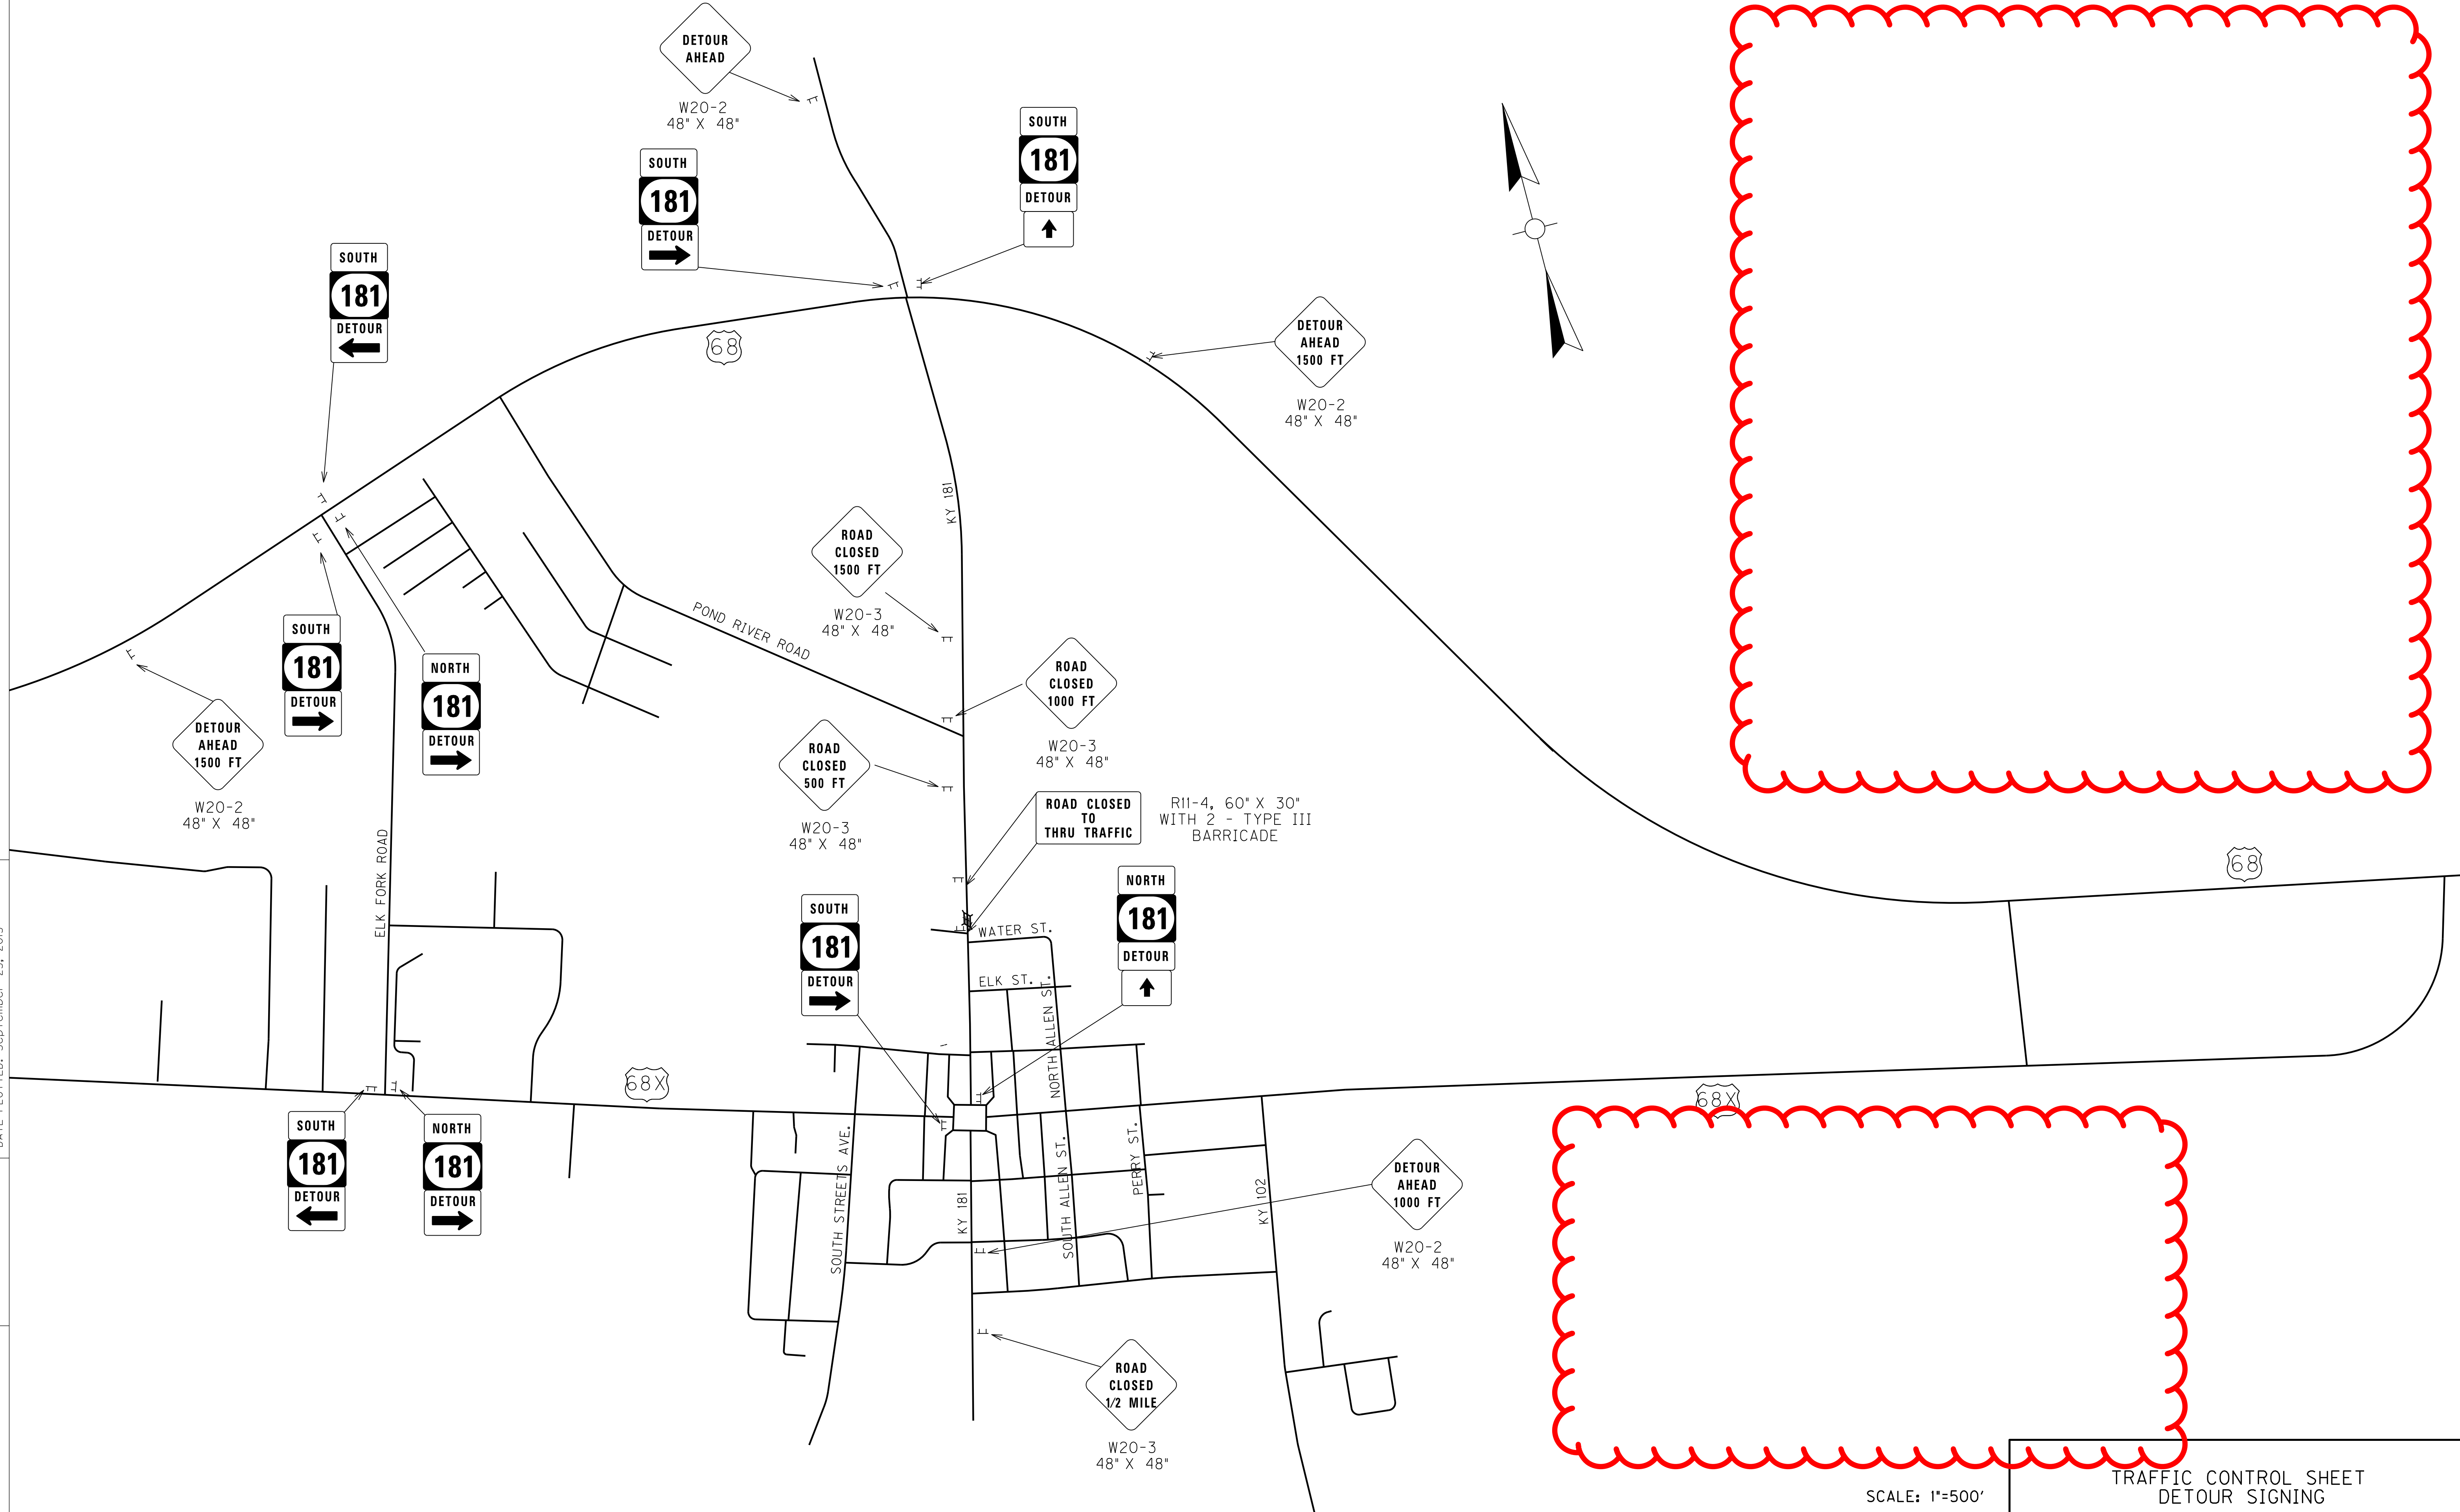 DETOUR
AHEAD
W20-2
48" X 48"
SOUTH
181
DETOUR
SOUTH
181
DETOUR
SOUTH
181
DETOUR
68
DETOUR
AHEAD
1500 FT
W20-2
48" X 48"
KY 181
ROAD
CLOSED
1500 FT
W20-3
48" X 48"
POND RIVER ROAD
SOUTH
181
DETOUR
NORTH
181
DETOUR
ROAD
CLOSED
1000 FT
W20-3
48" X 48"
DETOUR
AHEAD
1500 FT
W20-2
48" X 48"
ROAD
CLOSED
500 FT
W20-3
48" X 48"
ROAD CLOSED
TO
THRU TRAFFIC
R11-4, 60" X 30"
WITH 2 - TYPE III
BARRICADE
ELK FORK ROAD
68
SOUTH
181
DETOUR
NORTH
181
DETOUR
WATER ST.
ELK ST.
NORTH ALLEN ST.
68X
68X
SOUTH
181
DETOUR
NORTH
181
DETOUR
SOUTH STREETS AVE.
KY 181
SOUTH ALLEN ST.
PERRY ST.
KY 102
DETOUR
AHEAD
1000 FT
W20-2
48" X 48"
ROAD
CLOSED
1/2 MILE
W20-3
48" X 48"
SCALE: 1"=500'
TRAFFIC CONTROL SHEET
DETOUR SIGNING